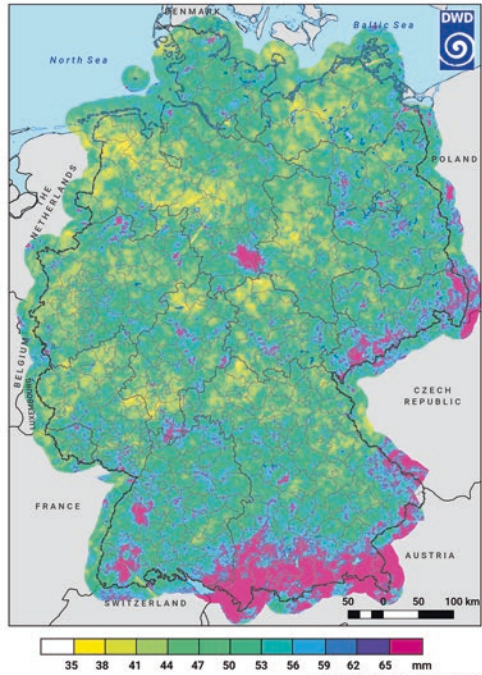 DENMARK
DWD
Baltic Sea
North Sea
POLAND
THE
NETHERLANDS
BELGIUM
LUXEMBOURG
CZECH
REPUBLIC
FRANCE
AUSTRIA
SWITZERLAND
50 0 50 100 km
35 38 41 44 47 50 53 56 59 62 65 mm